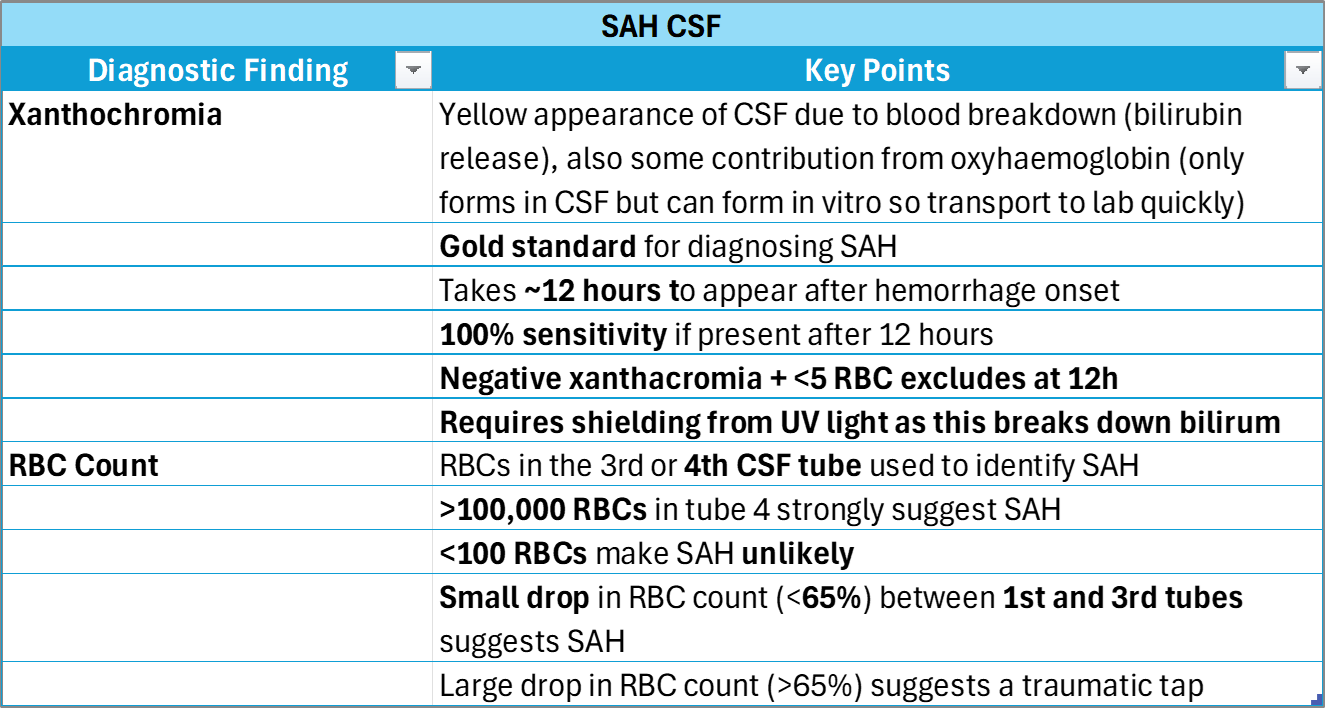 SAH CSF
Diagnostic Finding Key Points
Xanthochromia Yellow appearance of CSF due to blood breakdown (bilirubin
release), also some contribution from oxyhaemoglobin (only
forms in CSF but can form in vitro so transport to lab quickly)
Gold standard for diagnosing SAH
Takes ~12 hours to appear after hemorrhage onset
100% sensitivity if present after 12 hours
Negative xanthacromia + <5 RBC excludes at 12h
Requires shielding from UV light as this breaks down bilirum
RBC Count RBCs in the 3rd or 4th CSF tube used to identify SAH
>100,000 RBCs in tube 4 strongly suggest SAH
<100 RBCs make SAH unlikely
Small drop in RBC count (<65%) between 1st and 3rd tubes
suggests SAH
Large drop in RBC count (>65%) suggests a traumatic tap